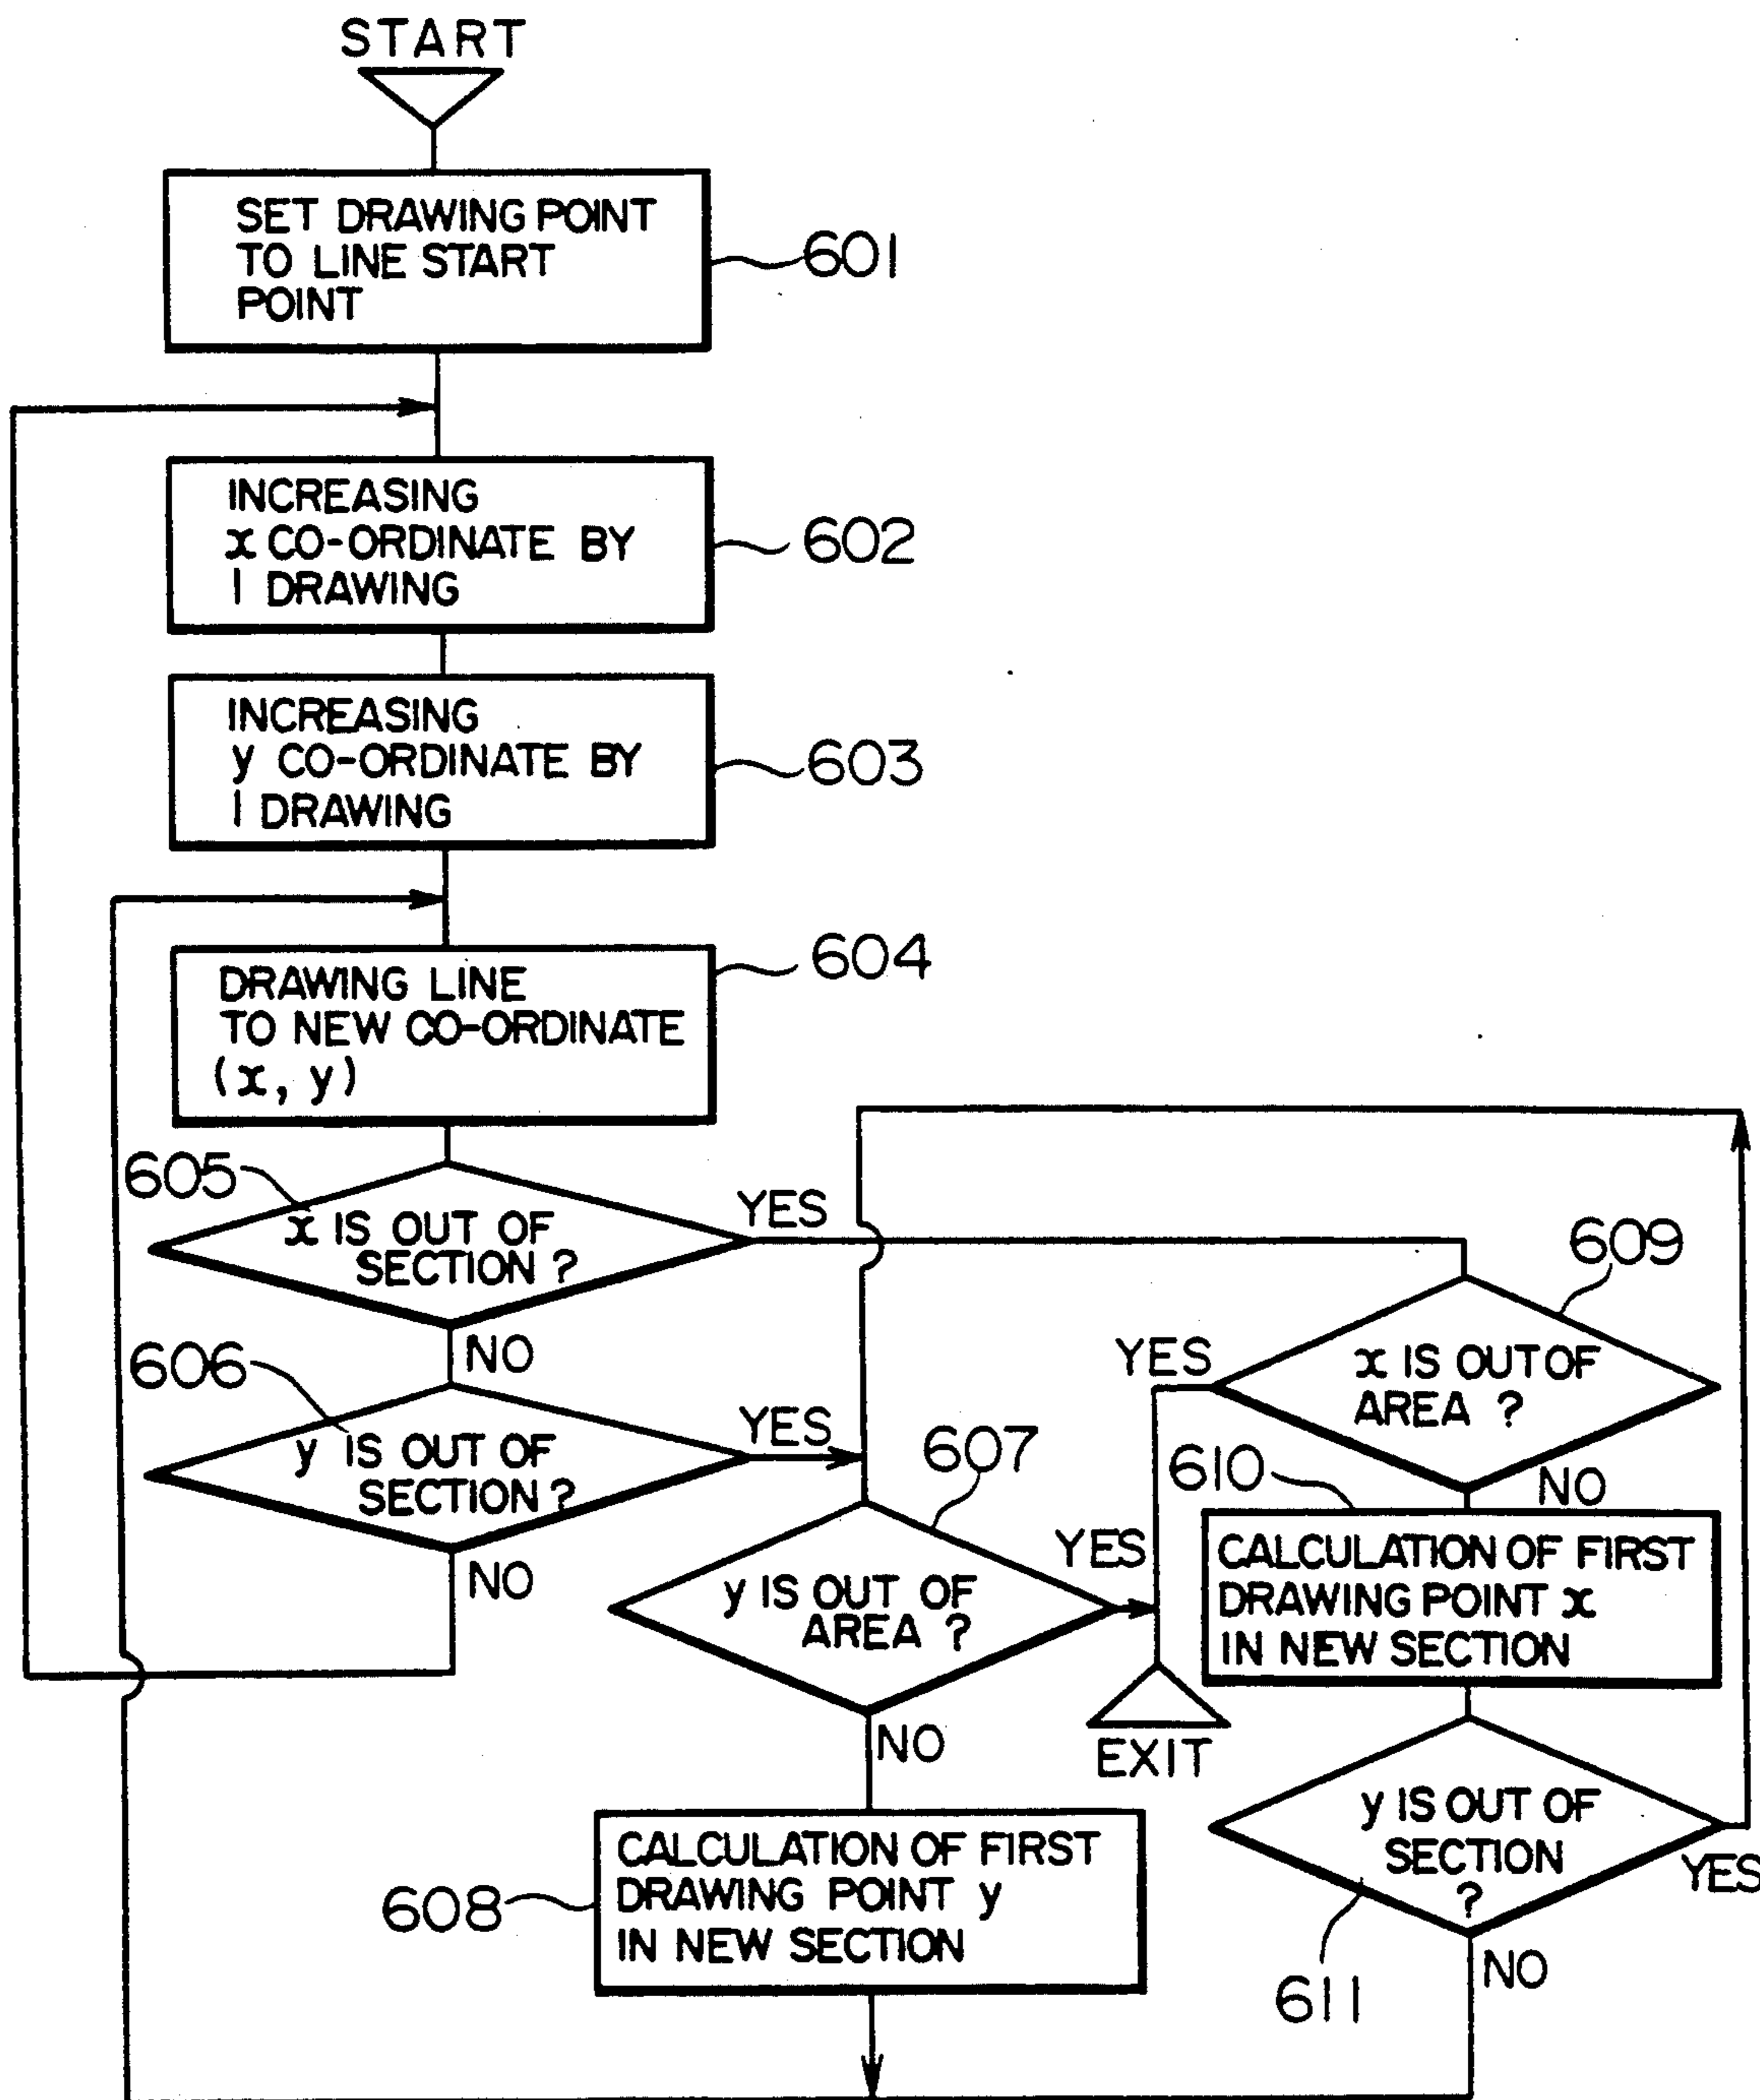 START
SET DRAWING POINT
TO LINE START
POINT
601
INCREASING
x CO-ORDINATE BY
1 DRAWING
602
INCREASING
y CO-ORDINATE BY
1 DRAWING
603
DRAWING LINE
TO NEW CO-ORDINATE
(x, y)
604
605
x IS OUT OF
SECTION ?
YES
NO
606
y IS OUT OF
SECTION ?
YES
NO
607
y IS OUT OF
AREA ?
YES
NO
608
CALCULATION OF FIRST
DRAWING POINT y
IN NEW SECTION
609
x IS OUT OF
AREA ?
YES
NO
EXIT
610
CALCULATION OF FIRST
DRAWING POINT x
IN NEW SECTION
y IS OUT OF
SECTION
?
YES
NO
611